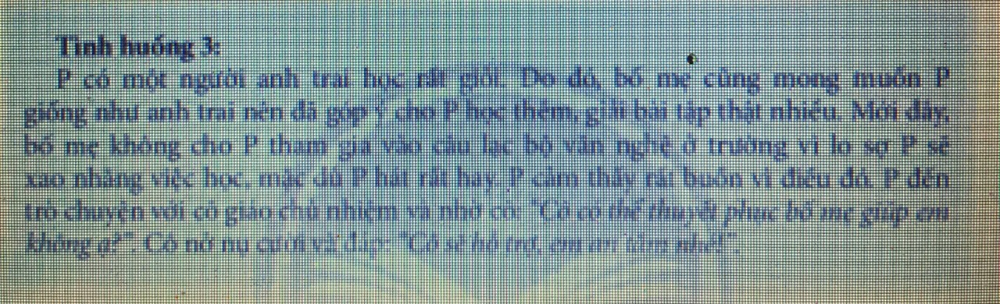 Tình huống 3:
P có một người anh trai học rất giỏi. Do đó, bố mẹ cũng mong muốn P
giống như anh trai nên đã góp ý cho P học thêm, giải bài tập thật nhiều. Mới đây,
bố mẹ không cho P tham gia vào câu lạc bộ văn nghệ ở trường vì lo sợ P sẽ
xao nhãng việc học, mặc dù P hát rất hay. P cảm thấy rất buồn vì điều đó. P đến
trò chuyện với cô giáo chủ nhiệm và nhờ cô: "Cô có thể thuyết phục bố mẹ giúp em
không ạ?". Cô nở nụ cười và đáp: "Cô sẽ hỗ trợ, em an tâm nhé!".